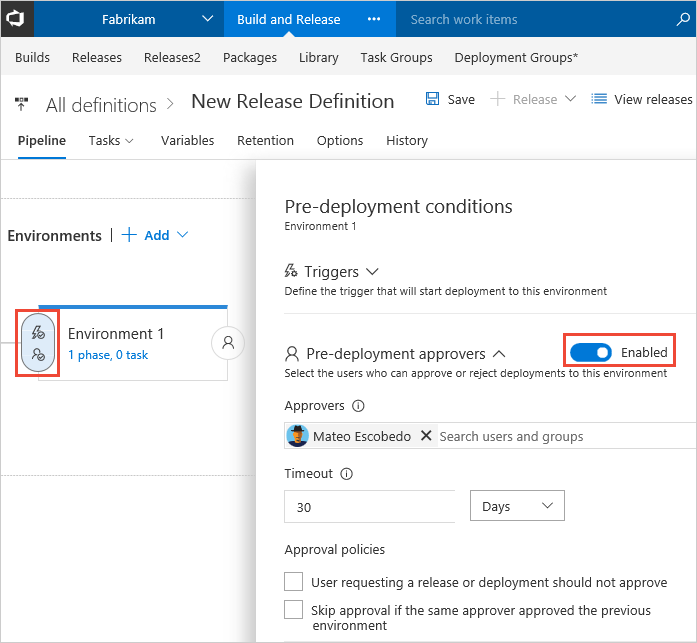 Fabrikam
Build and Release
Search work items
Builds Releases Releases2 Packages Library Task Groups Deployment Groups*
All definitions > New Release Definition
Save Release View releases
Pipeline Tasks Variables Retention Options History
Environments | + Add
Environment 1
1 phase, 0 task
Pre-deployment conditions
Environment 1
Triggers
Define the trigger that will start deployment to this environment
Pre-deployment approvers
Enabled
Select the users who can approve or reject deployments to this environment
Approvers
Mateo Escobedo Search users and groups
Timeout
30 Days
Approval policies
User requesting a release or deployment should not approve
Skip approval if the same approver approved the previous
environment